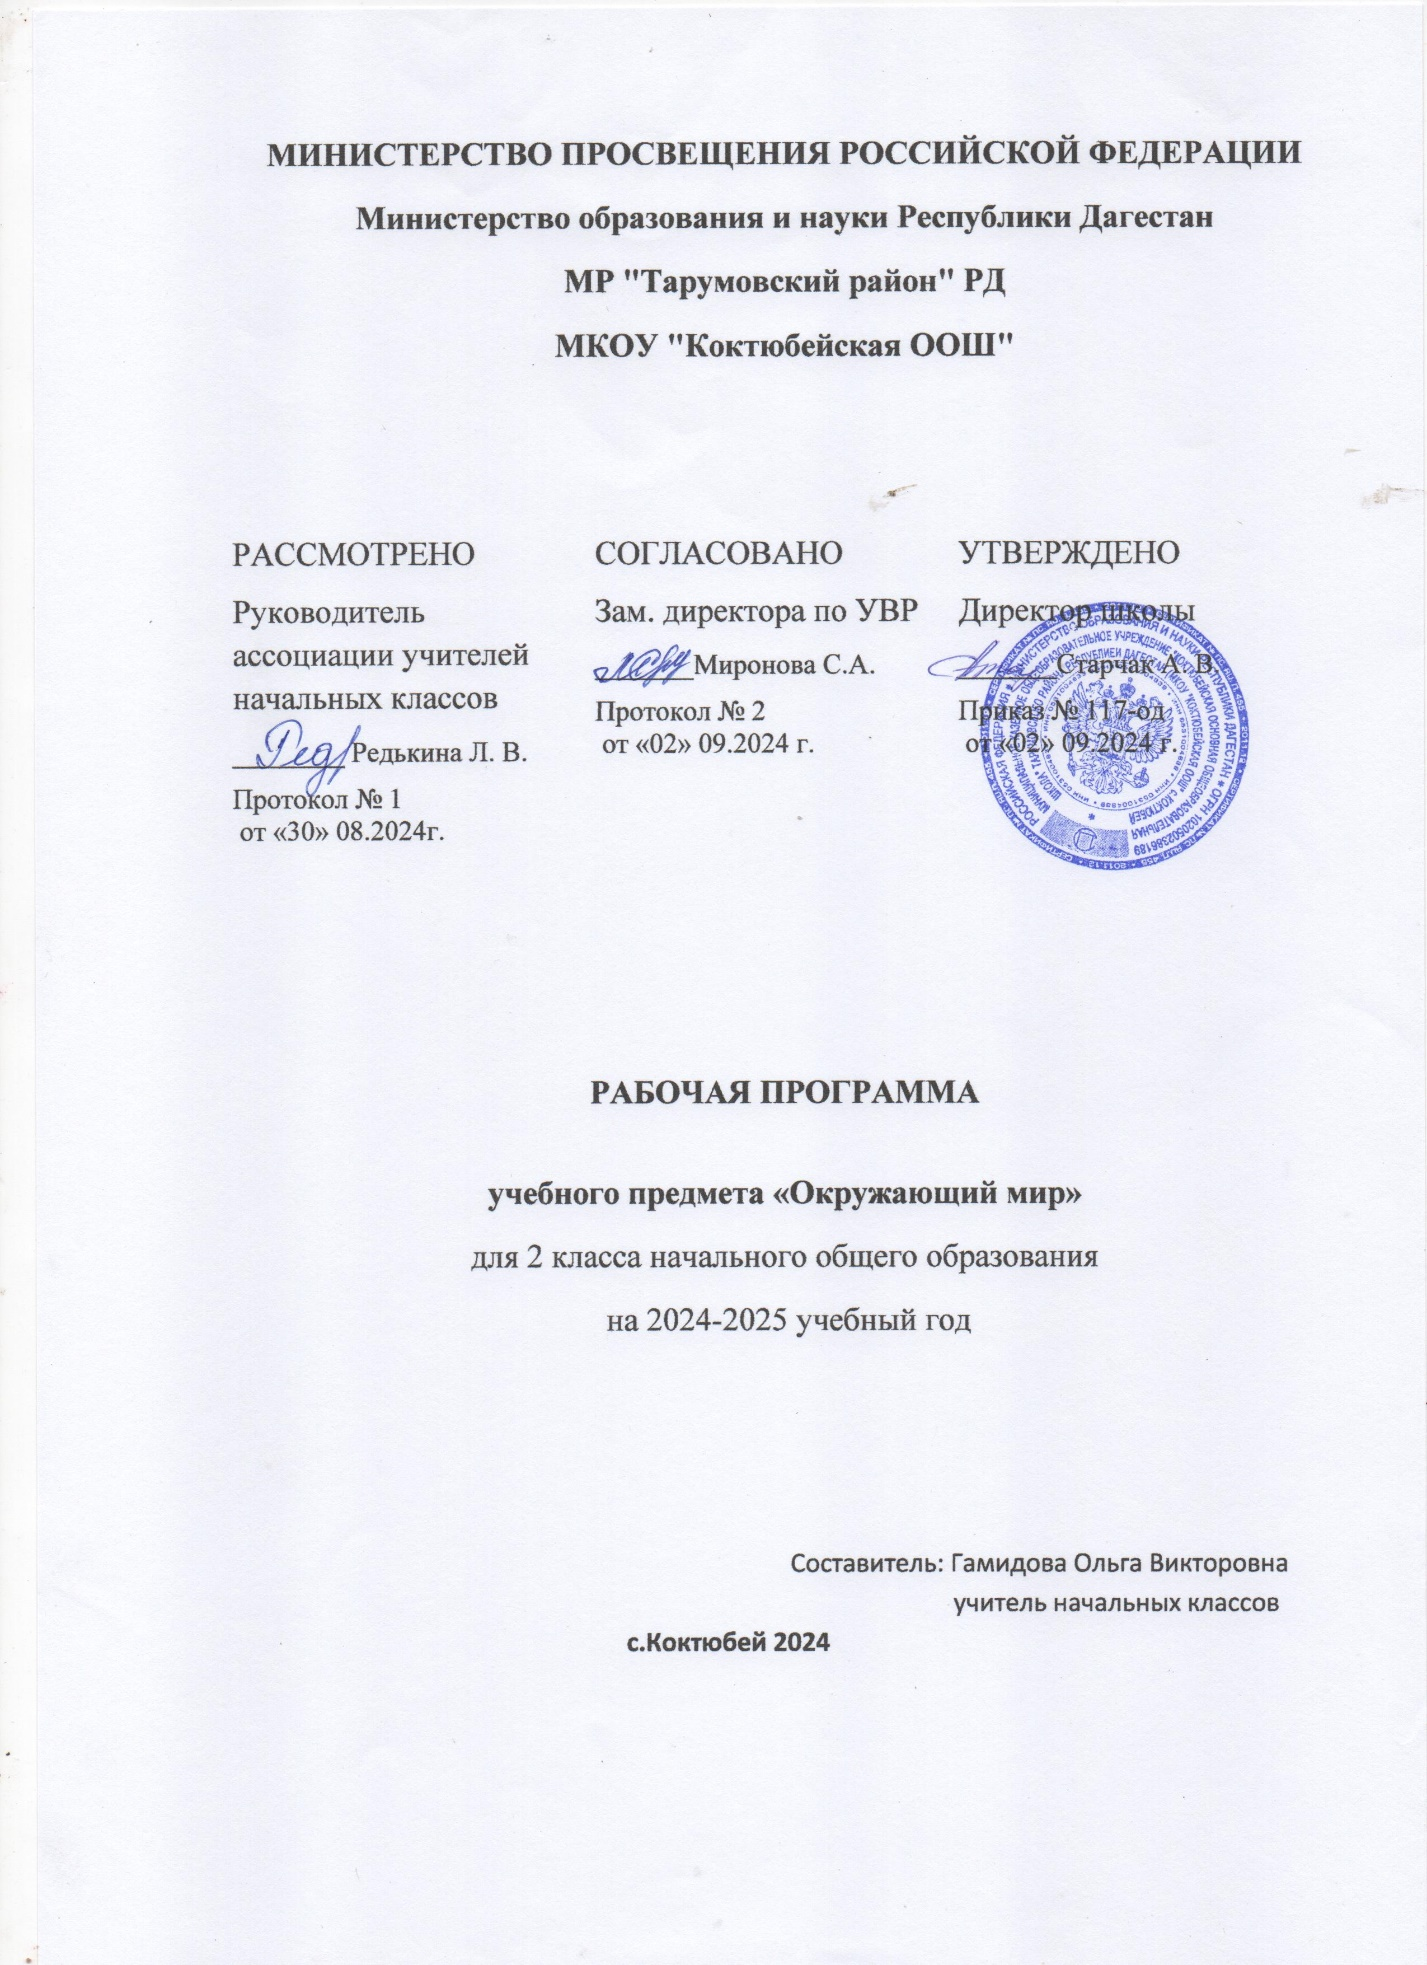 МИНИСТЕРСТВО ПРОСВЕЩЕНИЯ РОССИЙСКОЙ ФЕДЕРАЦИИ
Министерство образования и науки Республики Дагестан
МР "Тарумовский район" РД
МКОУ "Коктюбейская ООШ"
РАССМОТРЕНО
Руководитель
ассоциации учителей
начальных классов
Редькина Л. В.
Протокол № 1
от «30» 08.2024г.
СОГЛАСОВАНО
Зам. директора по УВР
Миронова С.А.
Протокол № 2
от «02» 09.2024 г.
УТВЕРЖДЕНО
Директор школы
Старчак А. В.
Приказ № 117-од
от «02» 09.2024 г.
РАБОЧАЯ ПРОГРАММА
учебного предмета «Окружающий мир»
для 2 класса начального общего образования
на 2024-2025 учебный год
Составитель: Гамидова Ольга Викторовна
учитель начальных классов
с.Коктюбей 2024